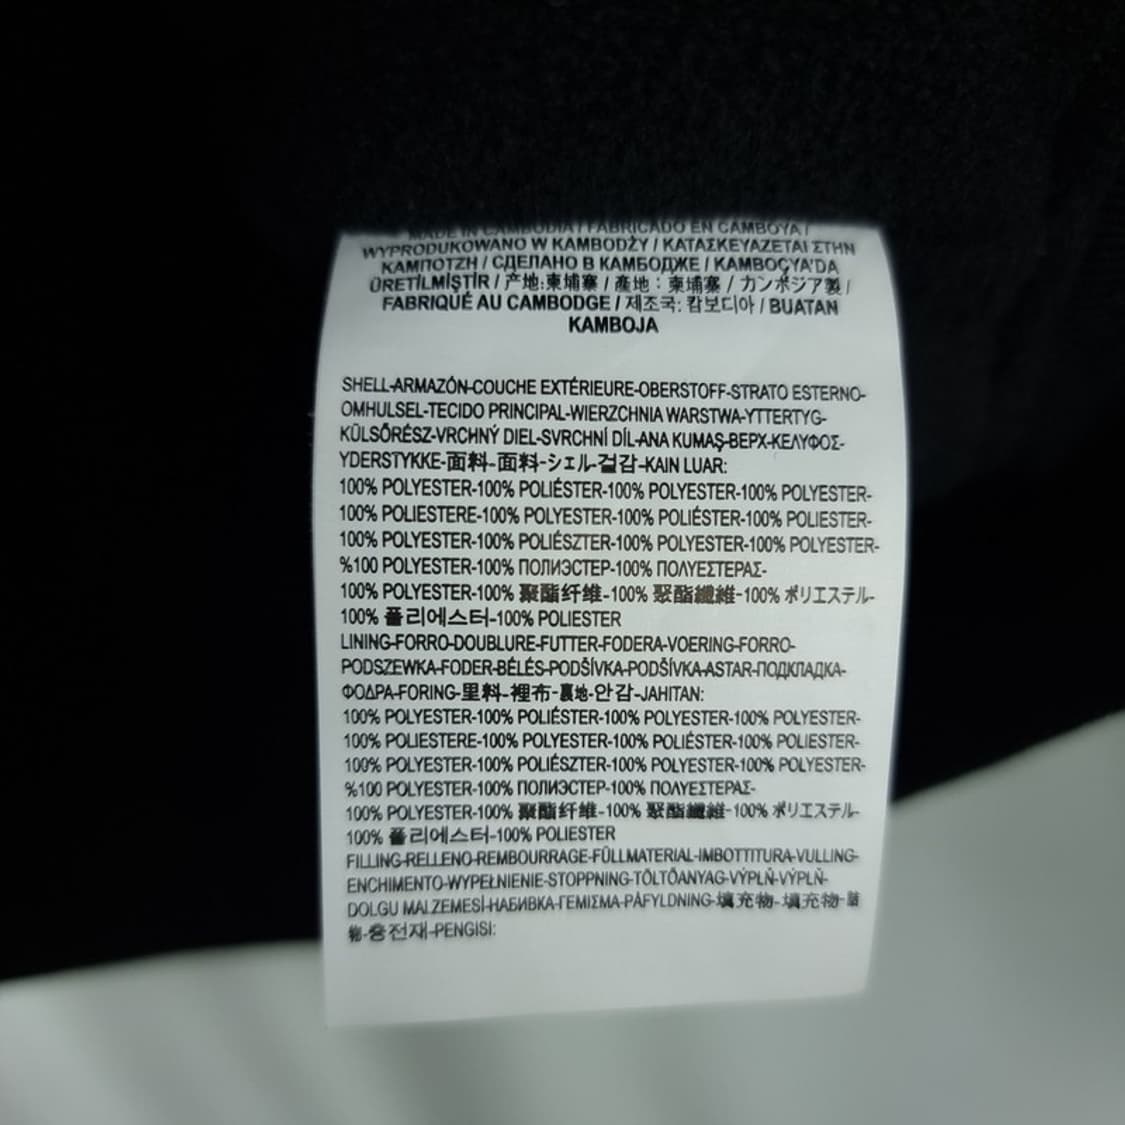 MADE IN CAMBODIA / FABRICADO EN CAMBOYA /
WYPRODUKOWANO W KAMBODŻY / ΚΑΤΑΣΚΕΥΑΖΕΤΑΙ ΣΤΗΝ
ΚΑΜΠΟΤΖΗ / СДЕЛАНО В КАМБОДЖЕ / KAMBOÇYA'DA
ÜRETİLMİŞTİR / 产地:柬埔寨 / 產地：柬埔寨 / カンボジア製 /
FABRIQUÉ AU CAMBODGE / 제조국: 캄보디아 / BUATAN
KAMBOJA
SHELL-ARMAZÓN-COUCHE EXTÉRIEURE-OBERSTOFF-STRATO ESTERNO-
OMHULSEL-TECIDO PRINCIPAL-WIERZCHNIA WARSTWA-YTTERTYG-
KÜLSŐRÉSZ-VRCHNÝ DIEL-SVRCHNÍ DÍL-ANA KUMAŞ-ВЕРХ-ΚΕΛΥΦΟΣ-
YDERSTYKKE-面料-面料-シェル-겉감-KAIN LUAR:
100% POLYESTER-100% POLIÉSTER-100% POLYESTER-100% POLYESTER-
100% POLIESTERE-100% POLYESTER-100% POLIÉSTER-100% POLIESTER-
100% POLYESTER-100% POLIÉSZTER-100% POLYESTER-100% POLYESTER-
%100 POLYESTER-100% ПОЛИЭСТЕР-100% ΠΟΛΥΕΣΤΕΡΑΣ-
100% POLYESTER-100% 聚酯纤维-100% 聚酯纖維-100% ポリエステル-
100% 폴리에스터-100% POLIESTER
LINING-FORRO-DOUBLURE-FUTTER-FODERA-VOERING-FORRO-
PODSZEWKA-FODER-BÉLÉS-PODŠÍVKA-PODŠÍVKA-ASTAR-ПОДКЛАДКА-
ΦΟΔΡΑ-FORING-里料-裡布-裏地-안감-JAHITAN:
100% POLYESTER-100% POLIÉSTER-100% POLYESTER-100% POLYESTER-
100% POLIESTERE-100% POLYESTER-100% POLIÉSTER-100% POLIESTER-
100% POLYESTER-100% POLIÉSZTER-100% POLYESTER-100% POLYESTER-
%100 POLYESTER-100% ПОЛИЭСТЕР-100% ΠΟΛΥΕΣΤΕΡΑΣ-
100% POLYESTER-100% 聚酯纤维-100% 聚酯纖維-100% ポリエステル-
100% 폴리에스터-100% POLIESTER
FILLING-RELLENO-REMBOURRAGE-FÜLLMATERIAL-IMBOTTITURA-VULLING-
ENCHIMENTO-WYPEŁNIENIE-STOPPNING-TÖLTŐANYAG-VÝPLŇ-VÝPLŇ-
DOLGU MALZEMESİ-НАБИВКА-ΓΕΜΙΣΜΑ-PÅFYLDNING-填充物-填充物-
物-충전재-PENGISI: